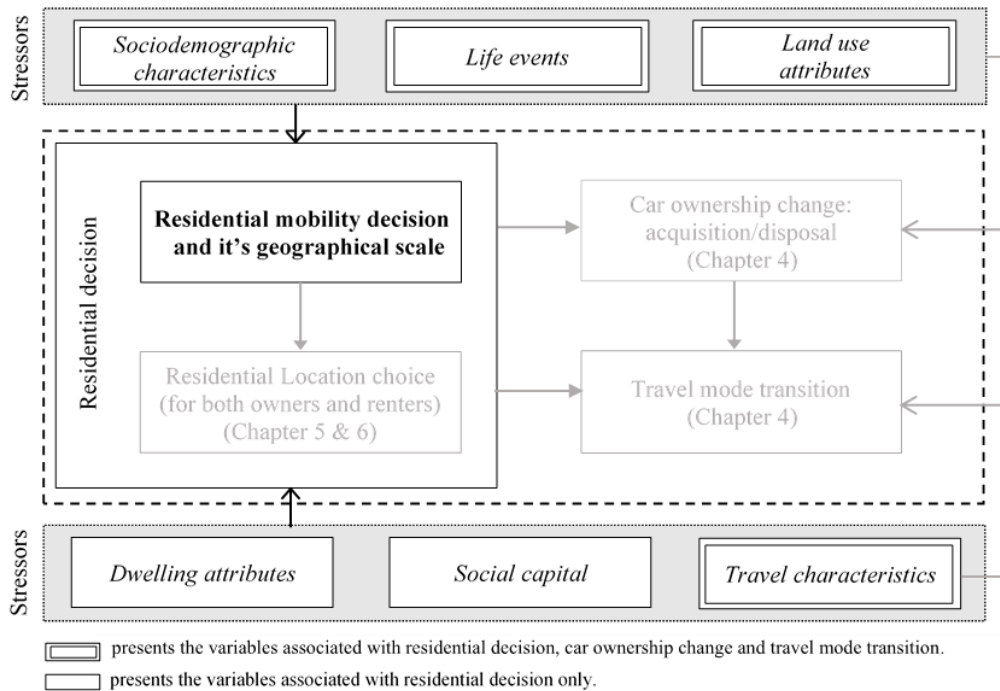 Stressors
Sociodemographic
characteristics
Life events
Land use
attributes
Residential decision
Residential mobility decision
and it's geographical scale
Car ownership change:
acquisition/disposal
(Chapter 4)
Residential Location choice
(for both owners and renters)
(Chapter 5 & 6)
Travel mode transition
(Chapter 4)
Stressors
Dwelling attributes
Social capital
Travel characteristics
presents the variables associated with residential decision, car ownership change and travel mode transition.
presents the variables associated with residential decision only.